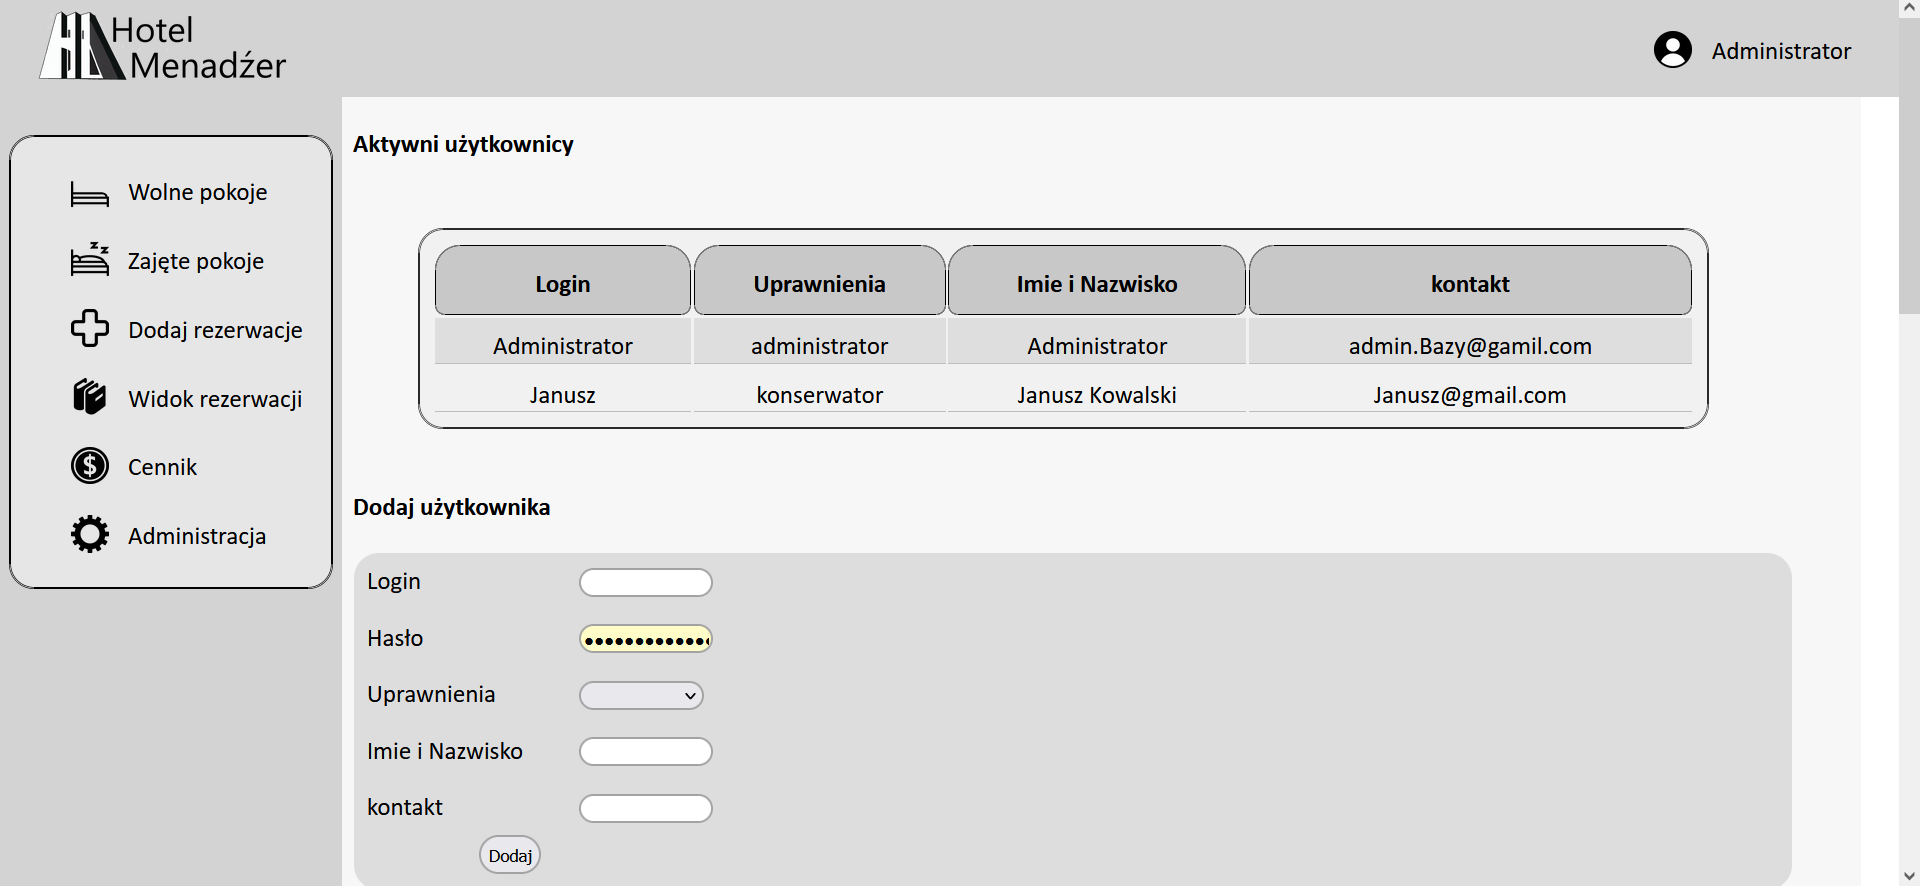 Hotel
Menadźer
Administrator
Wolne pokoje
Zajęte pokoje
Dodaj rezerwacje
Widok rezerwacji
Cennik
Administracja
Aktywni użytkownicy
Login Uprawnienia Imie i Nazwisko kontakt
Administrator administrator Administrator admin.Bazy@gamil.com
Janusz konserwator Janusz Kowalski Janusz@gmail.com
Dodaj użytkownika
Login
Hasło
Uprawnienia
Imie i Nazwisko
kontakt
Dodaj